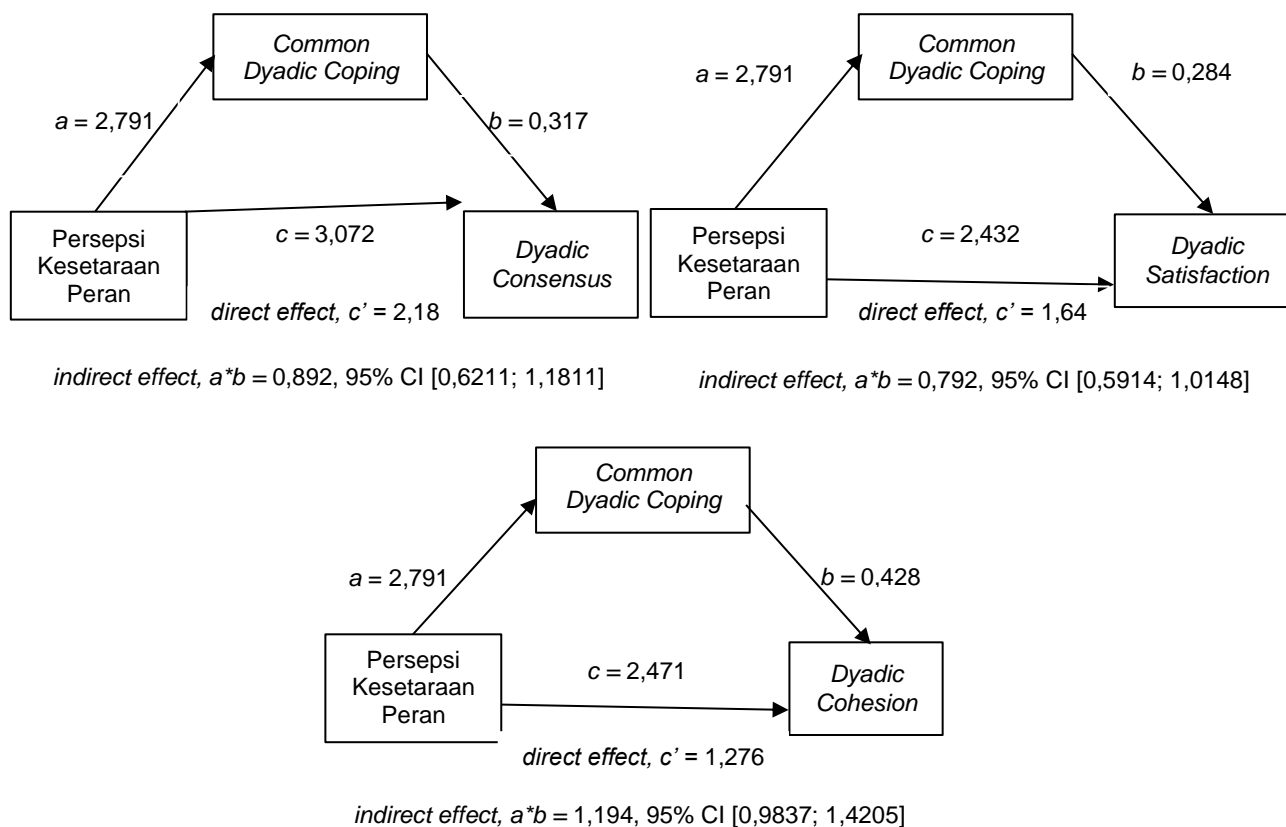 Common
Dyadic Coping
a = 2,791
b = 0,317
Persepsi
Kesetaraan
Peran
c = 3,072
Dyadic
Consensus
direct effect, c' = 2,18
indirect effect, a*b = 0,892, 95% CI [0,6211; 1,1811]
Common
Dyadic Coping
a = 2,791
b = 0,284
Persepsi
Kesetaraan
Peran
c = 2,432
Dyadic
Satisfaction
direct effect, c' = 1,64
indirect effect, a*b = 0,792, 95% CI [0,5914; 1,0148]
Common
Dyadic Coping
a = 2,791
b = 0,428
Persepsi
Kesetaraan
Peran
c = 2,471
Dyadic
Cohesion
direct effect, c' = 1,276
indirect effect, a*b = 1,194, 95% CI [0,9837; 1,4205]